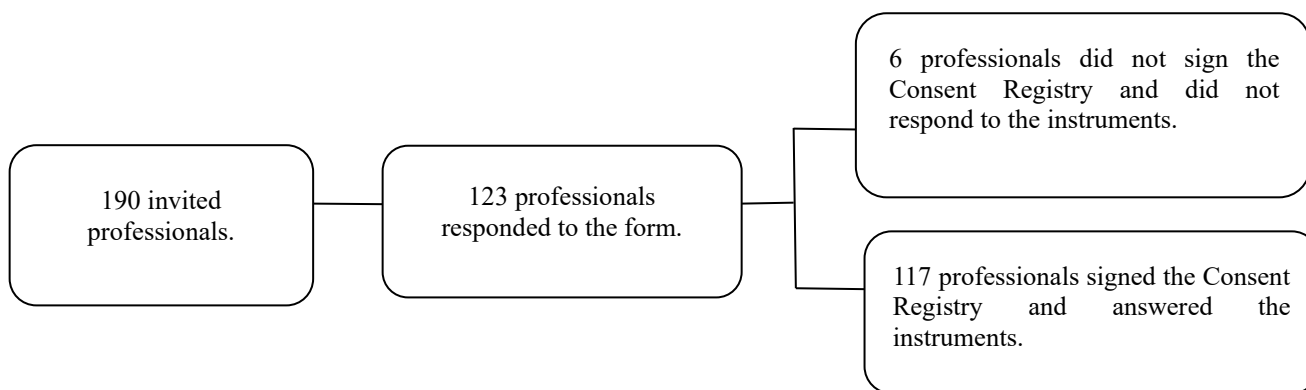 190 invited
professionals.
123 professionals
responded to the form.
6 professionals did not sign the
Consent Registry and did not
respond to the instruments.
117 professionals signed the Consent
Registry and answered the
instruments.